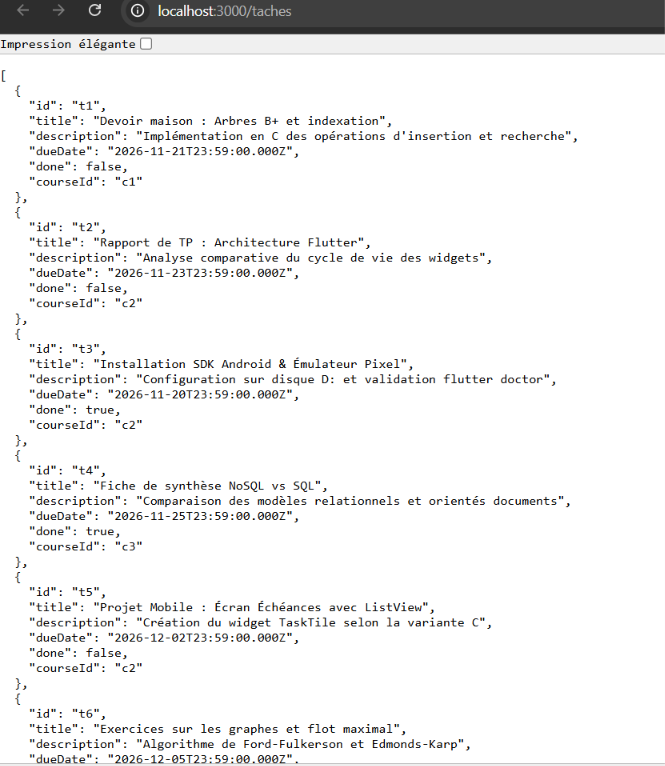 localhost:3000/taches
Impression élégante
[
  {
    "id": "t1",
    "title": "Devoir maison : Arbres B+ et indexation",
    "description": "Implémentation en C des opérations d'insertion et recherche",
    "dueDate": "2026-11-21T23:59:00.000Z",
    "done": false,
    "courseId": "c1"
  },
  {
    "id": "t2",
    "title": "Rapport de TP : Architecture Flutter",
    "description": "Analyse comparative du cycle de vie des widgets",
    "dueDate": "2026-11-23T23:59:00.000Z",
    "done": false,
    "courseId": "c2"
  },
  {
    "id": "t3",
    "title": "Installation SDK Android & Émulateur Pixel",
    "description": "Configuration sur disque D: et validation flutter doctor",
    "dueDate": "2026-11-20T23:59:00.000Z",
    "done": true,
    "courseId": "c2"
  },
  {
    "id": "t4",
    "title": "Fiche de synthèse NoSQL vs SQL",
    "description": "Comparaison des modèles relationnels et orientés documents",
    "dueDate": "2026-11-25T23:59:00.000Z",
    "done": true,
    "courseId": "c3"
  },
  {
    "id": "t5",
    "title": "Projet Mobile : Écran Échéances avec ListView",
    "description": "Création du widget TaskTile selon la variante C",
    "dueDate": "2026-12-02T23:59:00.000Z",
    "done": false,
    "courseId": "c2"
  },
  {
    "id": "t6",
    "title": "Exercices sur les graphes et flot maximal",
    "description": "Algorithme de Ford-Fulkerson et Edmonds-Karp",
    "dueDate": "2026-12-05T23:59:00.000Z",